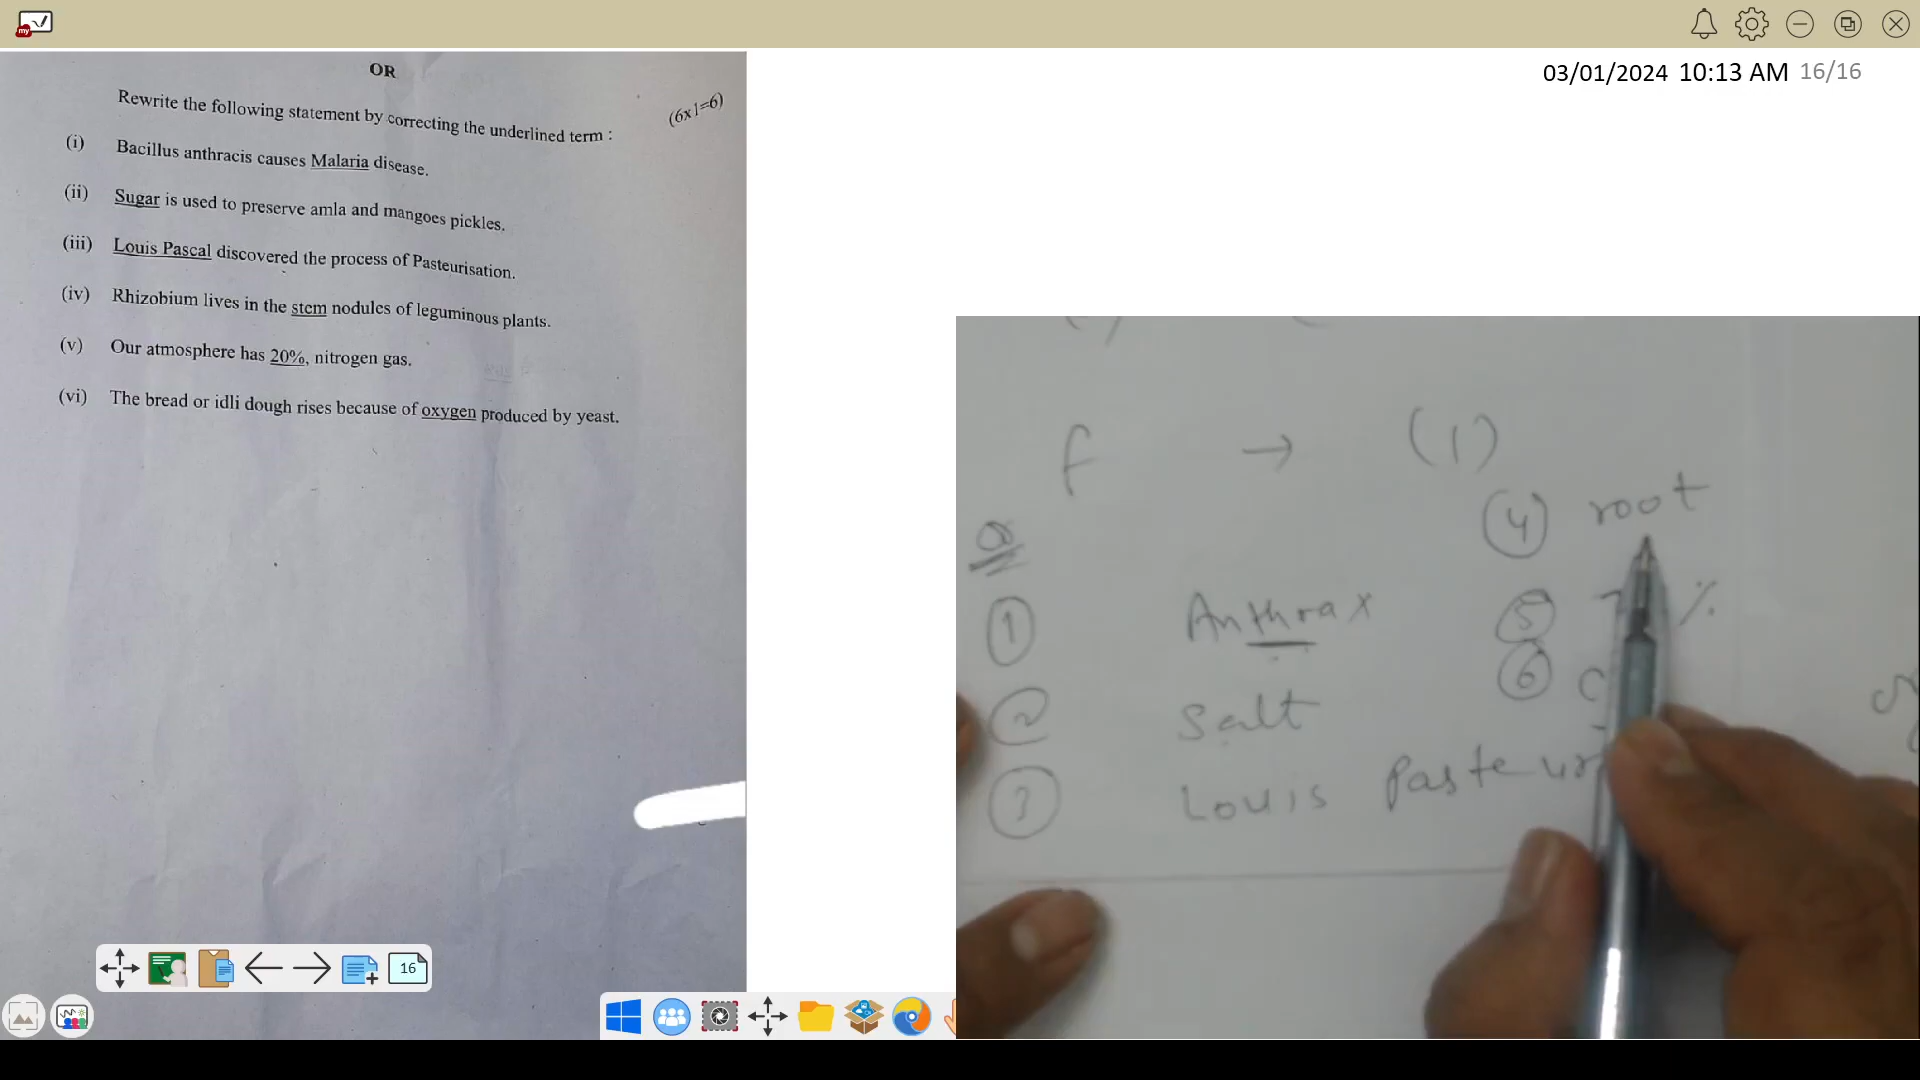 03/01/2024 10:13 AM 16/16
OR
Rewrite the following statement by correcting the underlined term :
(6x1=6)
(i) Bacillus anthracis causes Malaria disease.
(ii) Sugar is used to preserve amla and mangoes pickles.
(iii) Louis Pascal discovered the process of Pasteurisation.
(iv) Rhizobium lives in the stem nodules of leguminous plants.
(v) Our atmosphere has 20%, nitrogen gas.
(vi) The bread or idli dough rises because of oxygen produced by yeast.
f → (1)
Q
1 Anthrax
2 Salt
3 Louis Pasteur
4 root
5 %
6 C
my
16